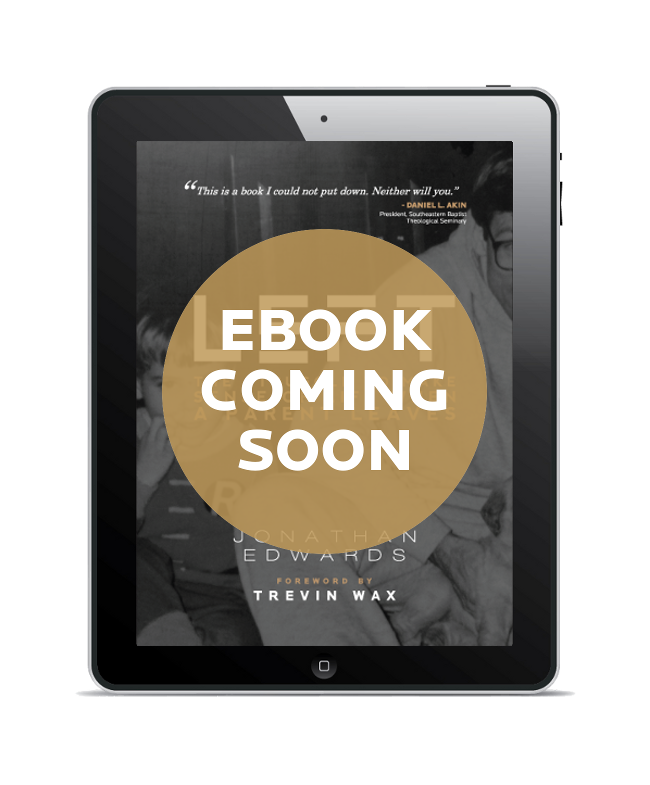 “This is a book I could not put down. Neither will you.”
- DANIEL L. AKIN
President, Southeastern Baptist
Theological Seminary
LEFT
EBOOK
COMING
SOON
A PARENT LEAVES
JONATHAN
EDWARDS
FOREWORD BY
TREVIN WAX